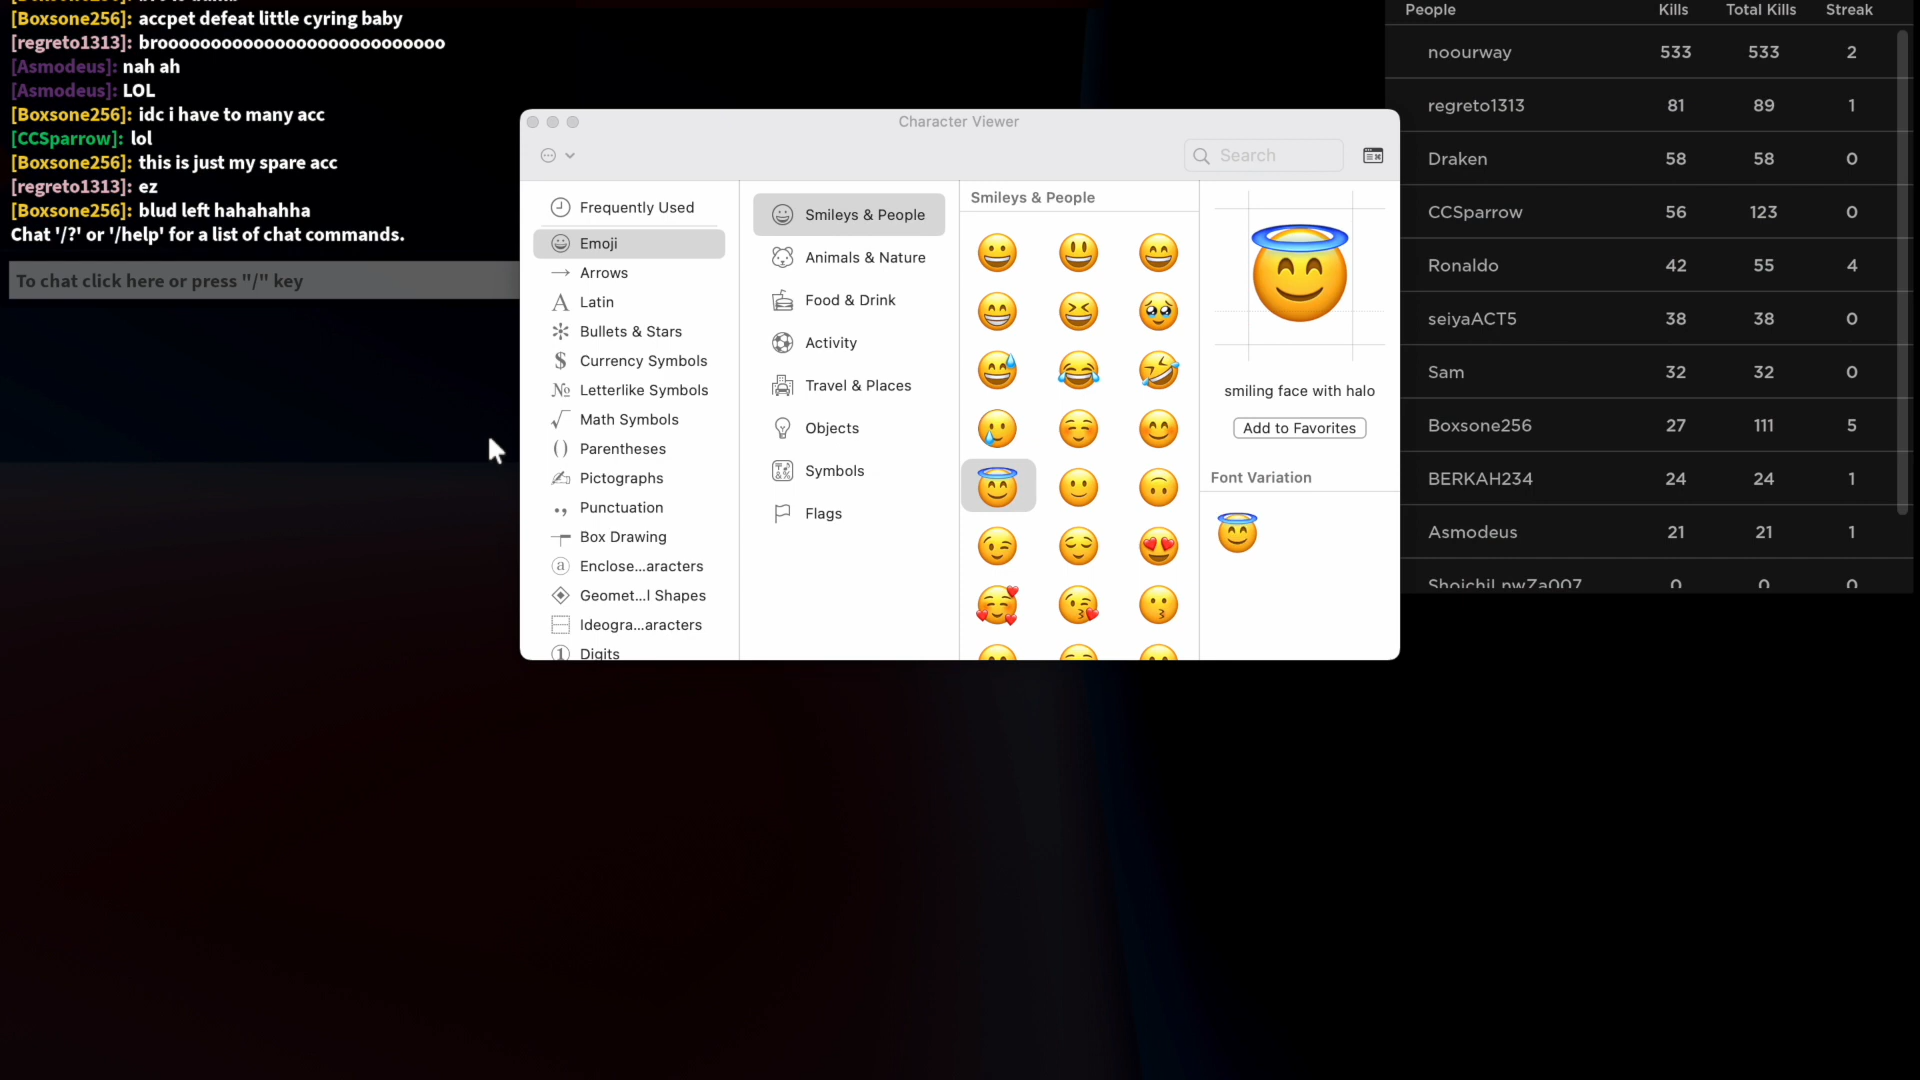 [Boxsone256]: accpet defeat little cyring baby
[regreto1313]: broooooooooooooooooooooooooo
[Asmodeus]: nah ah
[Asmodeus]: LOL
[Boxsone256]: idc i have to many acc
[CCSparrow]: lol
[Boxsone256]: this is just my spare acc
[regreto1313]: ez
[Boxsone256]: blud left hahahahha
Chat '/?' or '/help' for a list of chat commands.
To chat click here or press "/" key
Character Viewer
Search
Frequently Used
Emoji
Arrows
Latin
Bullets & Stars
Currency Symbols
Letterlike Symbols
Math Symbols
Parentheses
Pictographs
Punctuation
Box Drawing
Enclose...aracters
Geomet...l Shapes
Ideogra...aracters
Digits
Smileys & People
Animals & Nature
Food & Drink
Activity
Travel & Places
Objects
Symbols
Flags
Smileys & People
smiling face with halo
Add to Favorites
Font Variation
People Kills Total Kills Streak
noourway 533 533 2
regreto1313 81 89 1
Draken 58 58 0
CCSparrow 56 123 0
Ronaldo 42 55 4
seiyaACT5 38 38 0
Sam 32 32 0
Boxsone256 27 111 5
BERKAH234 24 24 1
Asmodeus 21 21 1
0 0 0